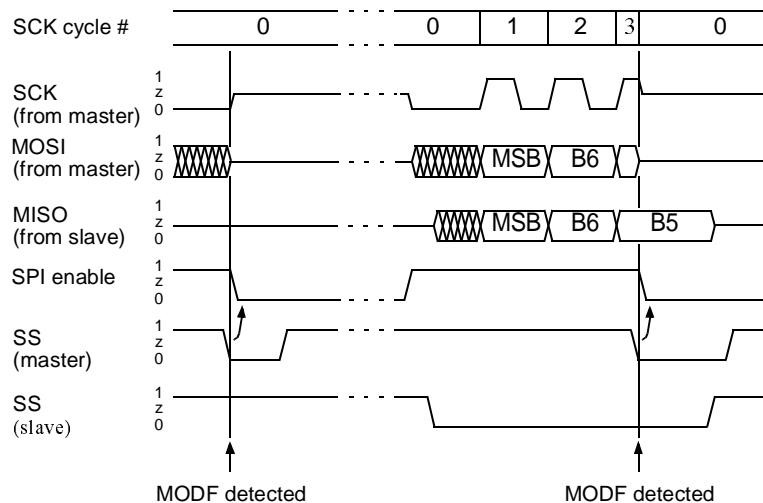 SCK cycle # 0 0 1 2 3 0
SCK
(from master)
1
z
0
MOSI
(from master)
1
z
0
MSB B6
MISO
(from slave)
1
z
0
MSB B6 B5
SPI enable
1
z
0
SS
(master)
1
z
0
SS
(slave)
1
z
0
MODF detected MODF detected